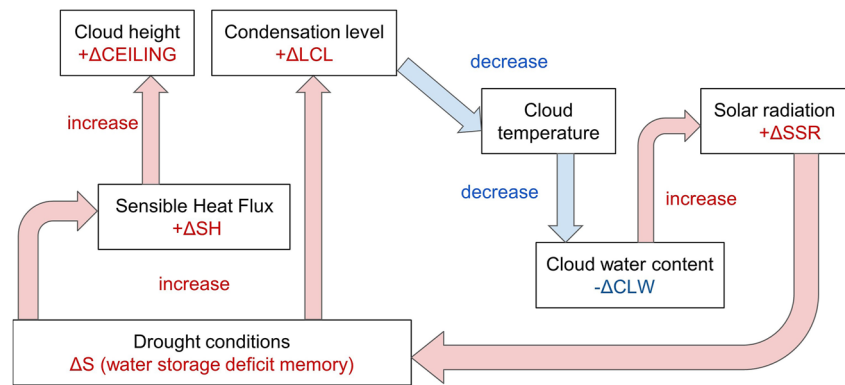 Cloud height
+ΔCEILING
Condensation level
+ΔLCL
decrease
Cloud
temperature
Solar radiation
+ΔSSR
increase
decrease
increase
Sensible Heat Flux
+ΔSH
Cloud water content
-ΔCLW
increase
Drought conditions
ΔS (water storage deficit memory)